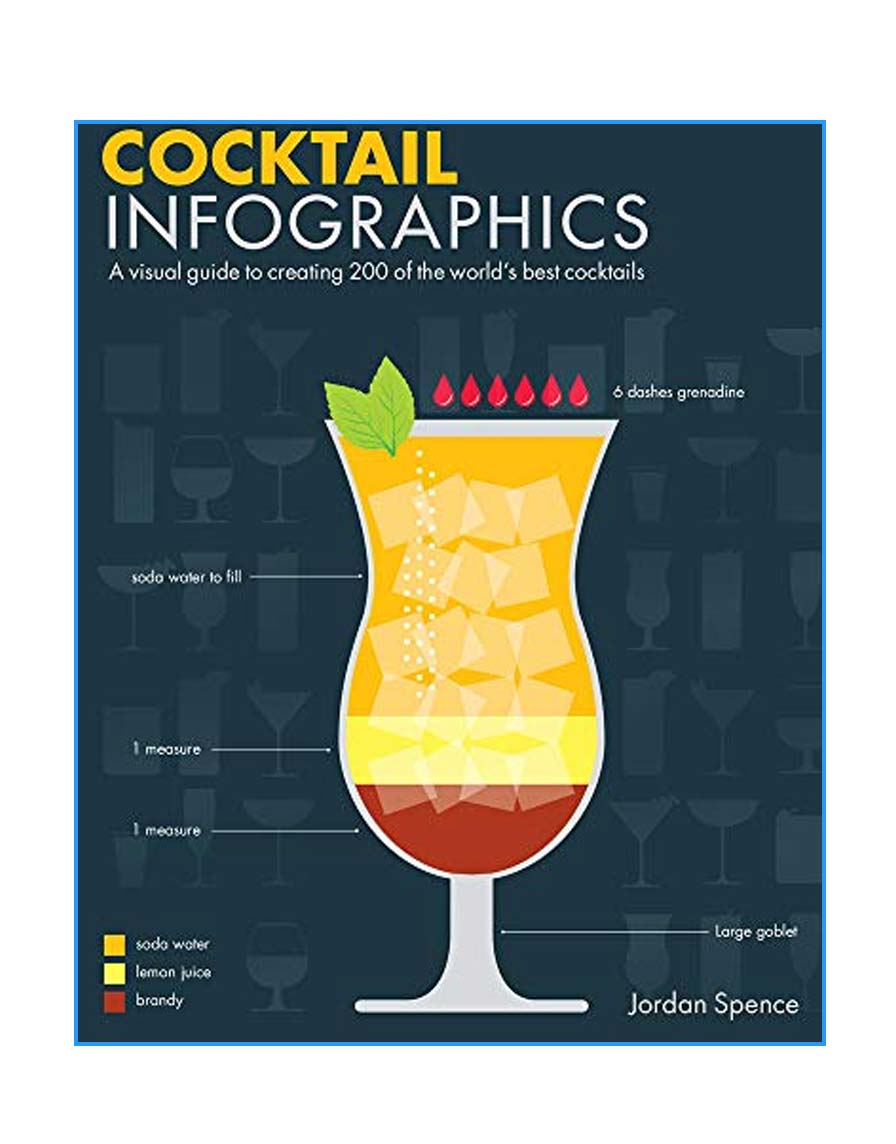 COCKTAIL
INFOGRAPHICS
A visual guide to creating 200 of the world's best cocktails
6 dashes grenadine
soda water to fill
1 measure
1 measure
Large goblet
soda water
lemon juice
brandy
Jordan Spence